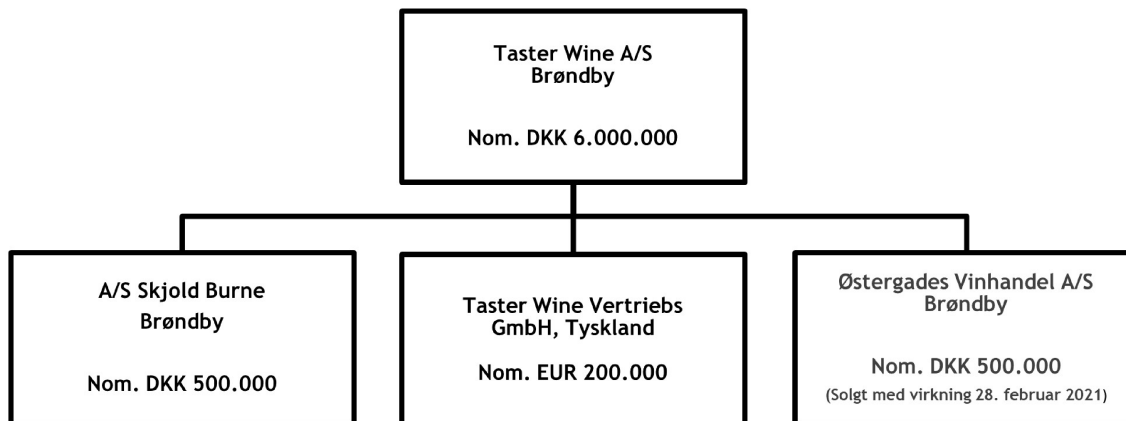 Taster Wine A/S
Brøndby
Nom. DKK 6.000.000
A/S Skjold Burne
Brøndby
Nom. DKK 500.000
Taster Wine Vertriebs
GmbH, Tyskland
Nom. EUR 200.000
Østergades Vinhandel A/S
Brøndby
Nom. DKK 500.000
(Solgt med virkning 28. februar 2021)